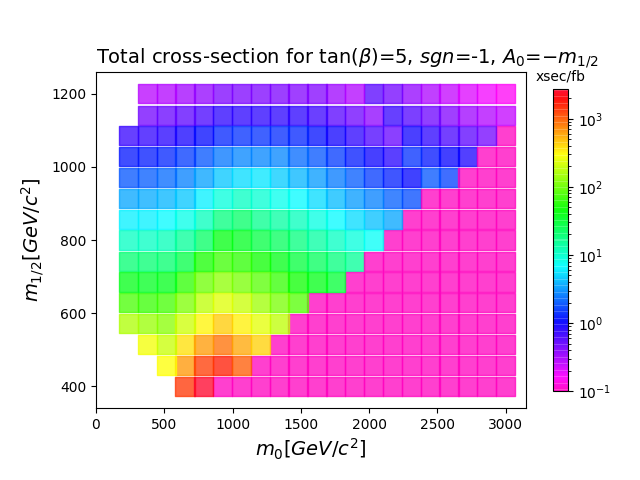 Total cross-section for tan(β)=5, sgn=-1, A₀=−m₁/₂
xsec/fb
1200
1000
800
600
400
m₁/₂[GeV/c²]
0 500 1000 1500 2000 2500 3000
m₀[GeV/c²]
10³
10²
10¹
10⁰
10⁻¹